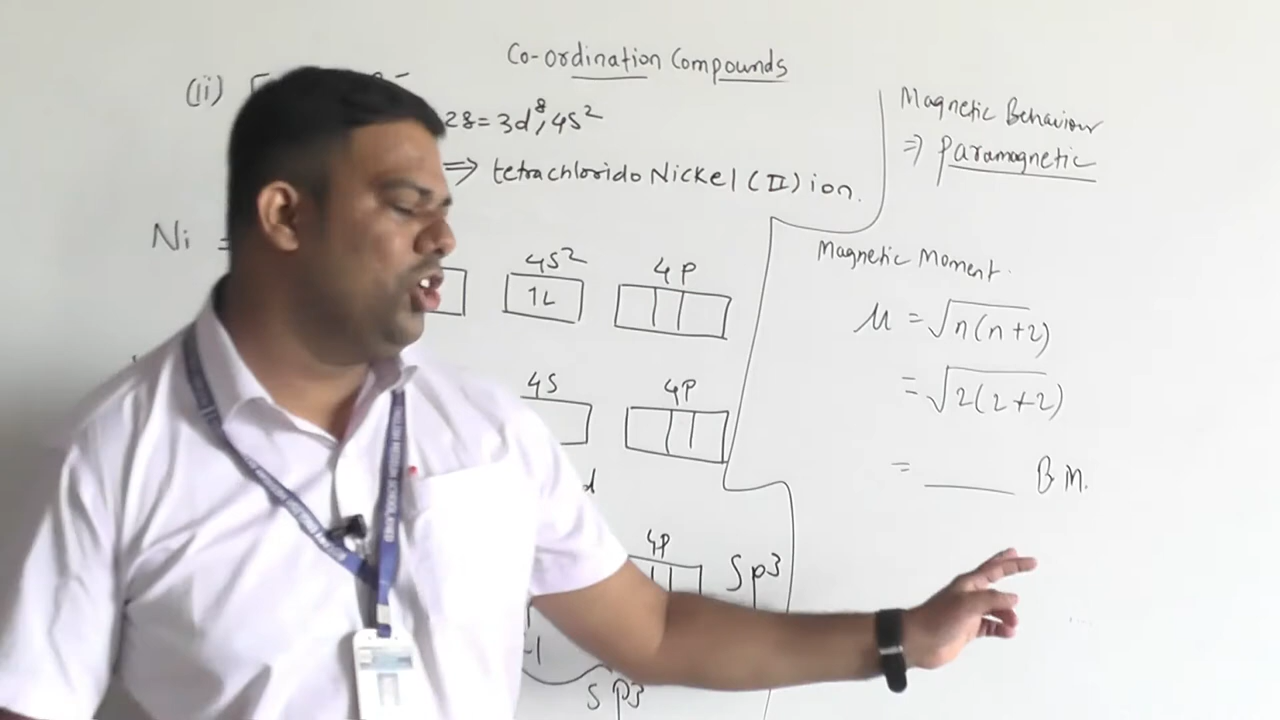 Co-ordination Compounds
(ii)
28=3d⁸,4s²
⇒ tetrachlorido Nickel (II) ion.
Ni =
4s² 4P
1L
4s 4P
4P
Sp3
SP3
Magnetic Behaviour
⇒ Paramagnetic
Magnetic Moment.
μ = √n(n+2)
= √2(2+2)
= ____ B M.